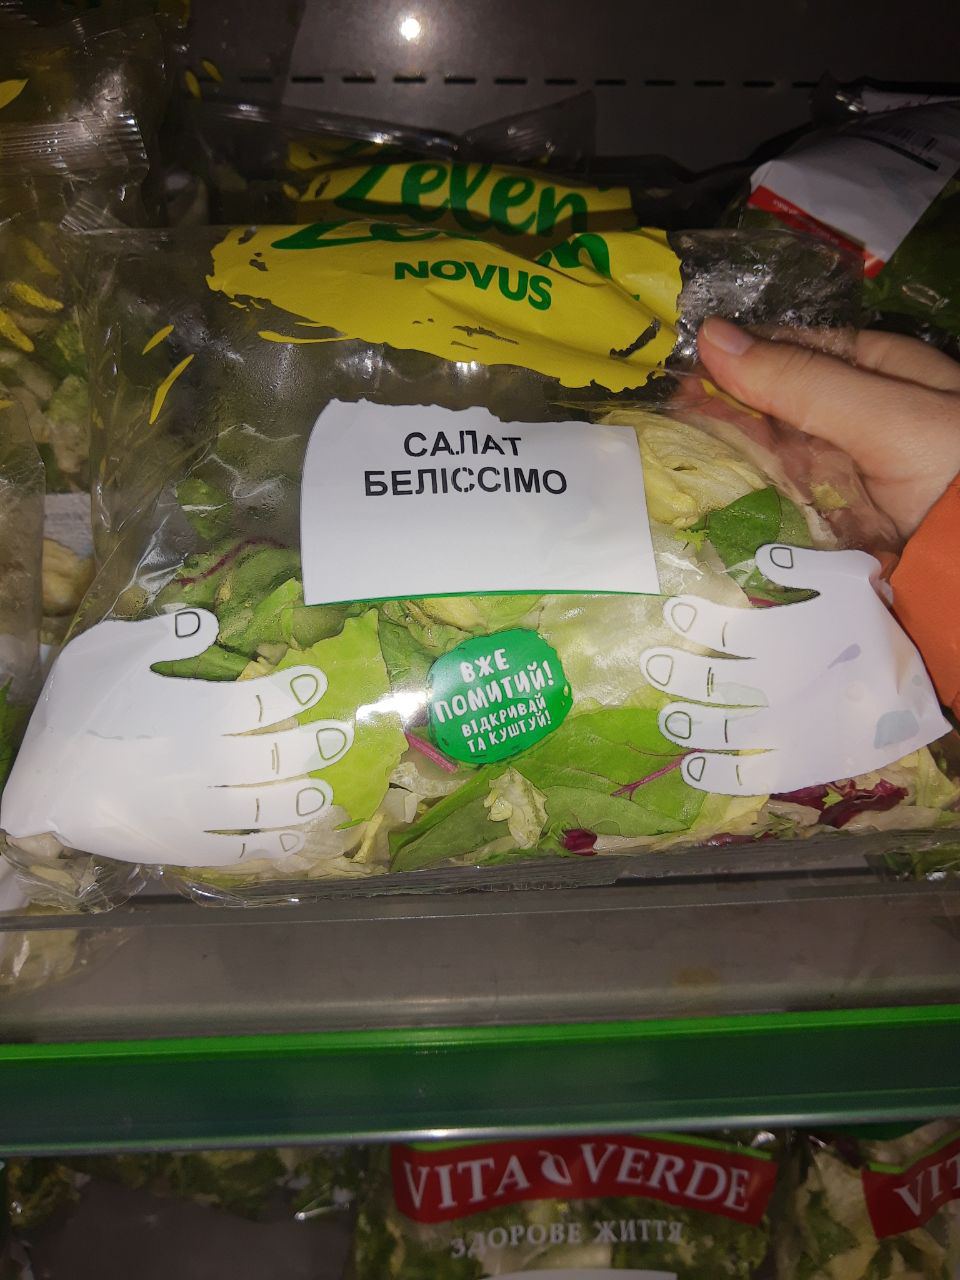 Zelen
NOVUS
САЛАТ
БЕЛІССІМО
ВЖЕ
ПОМИТИЙ!
ВІДКРИВАЙ
ТА КУШТУЙ!
VITA VERDE
ЗДОРОВЕ ЖИТТЯ